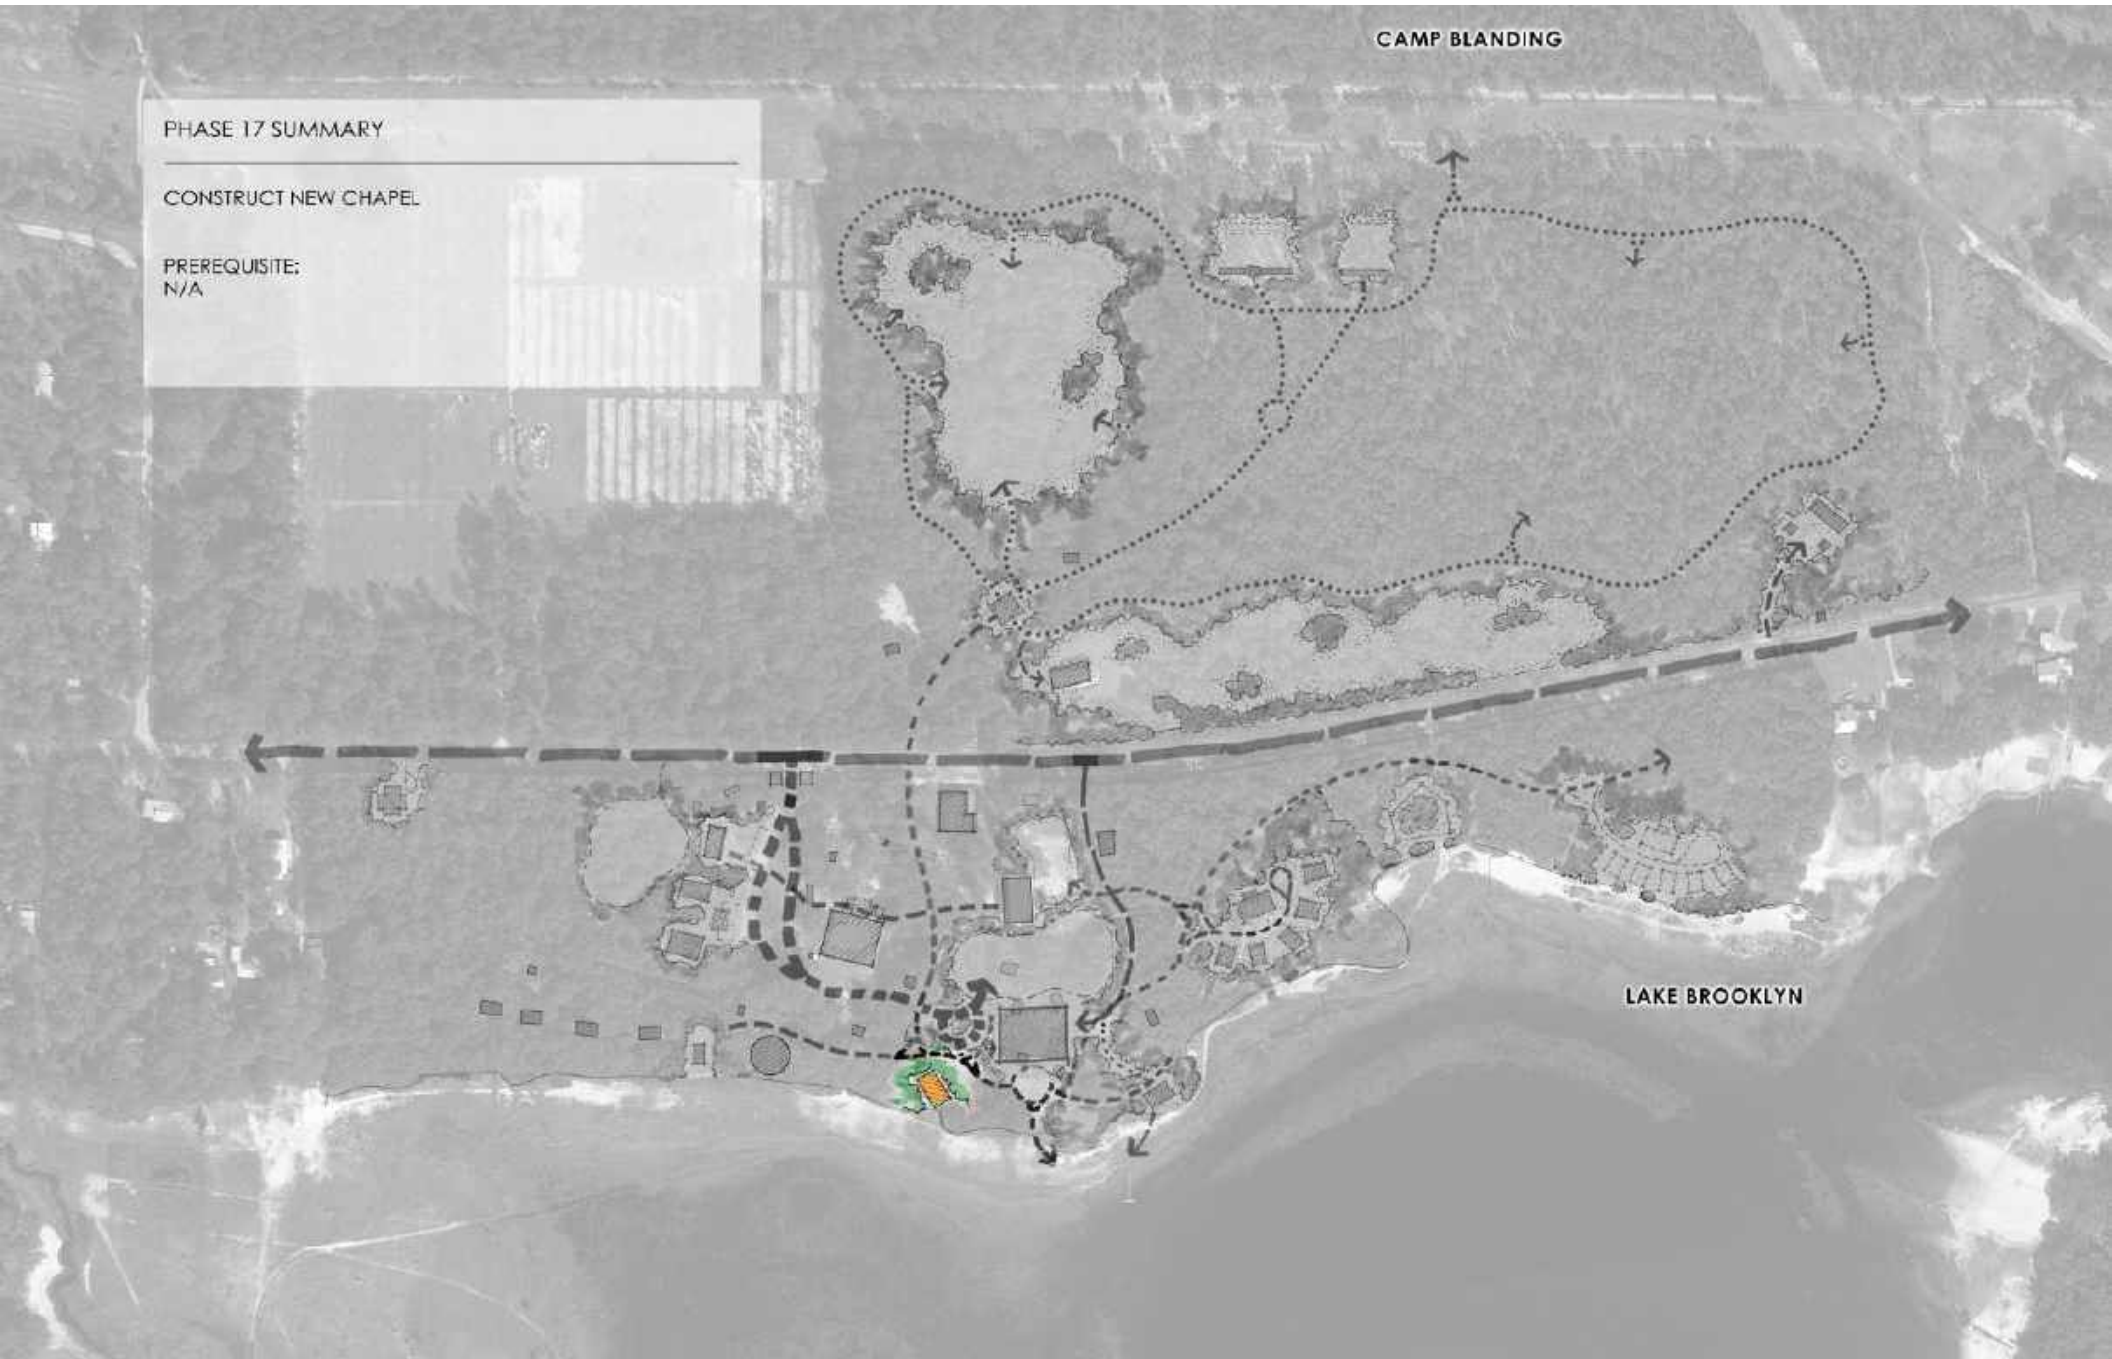 CAMP BLANDING
PHASE 17 SUMMARY
CONSTRUCT NEW CHAPEL
PREREQUISITE:
N/A
LAKE BROOKLYN